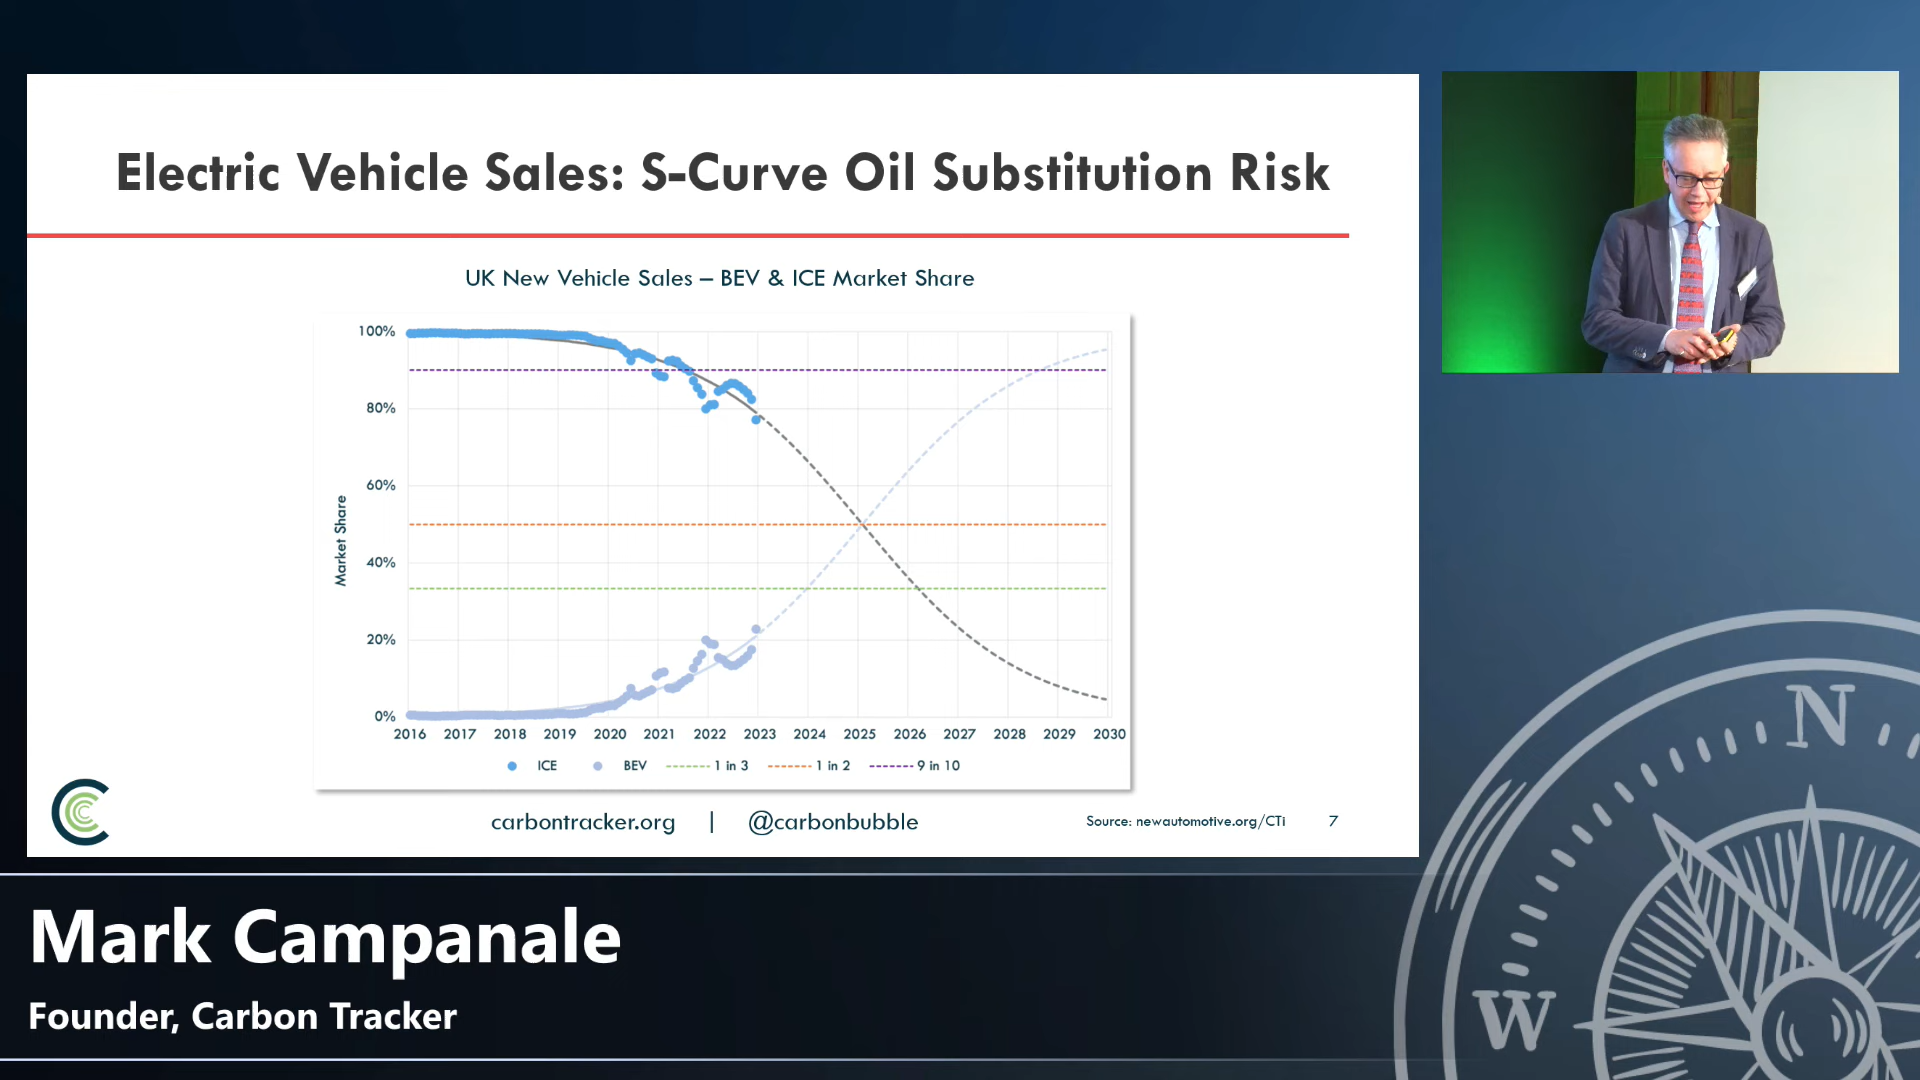 Electric Vehicle Sales: S-Curve Oil Substitution Risk
UK New Vehicle Sales – BEV & ICE Market Share
100%
80%
60%
40%
20%
0%
Market Share
2016 2017 2018 2019 2020 2021 2022 2023 2024 2025 2026 2027 2028 2029 2030
ICE BEV 1 in 3 1 in 2 9 in 10
carbontracker.org | @carbonbubble
Source: newautomotive.org/CTi 7
Mark Campanale
Founder, Carbon Tracker
N
W